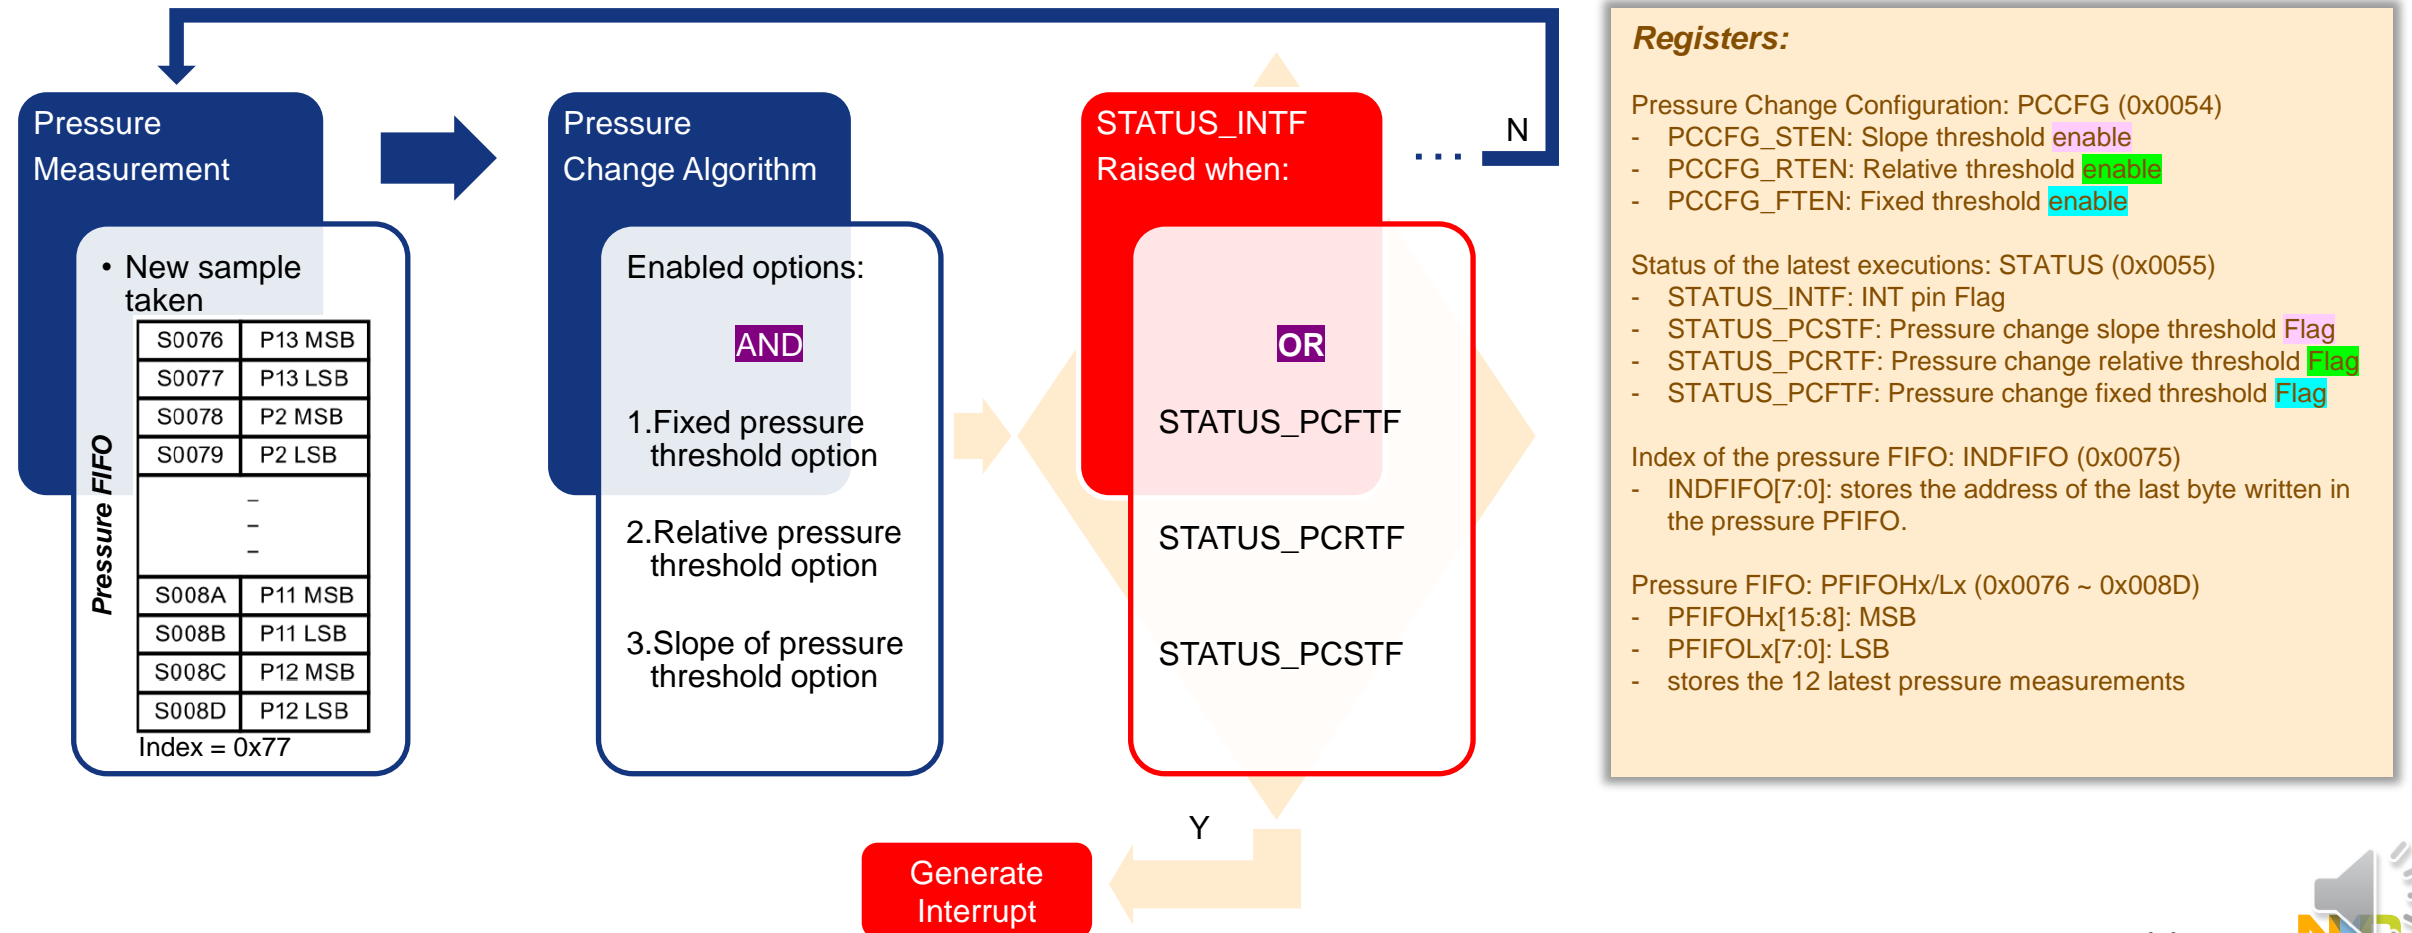 Pressure
Measurement
• New sample
taken
Pressure FIFO
S0076 P13 MSB
S0077 P13 LSB
S0078 P2 MSB
S0079 P2 LSB
–
–
–
S008A P11 MSB
S008B P11 LSB
S008C P12 MSB
S008D P12 LSB
Index = 0x77
Pressure
Change Algorithm
Enabled options:
AND
1.Fixed pressure
threshold option
2.Relative pressure
threshold option
3.Slope of pressure
threshold option
STATUS_INTF
Raised when:
OR
STATUS_PCFTF
STATUS_PCRTF
STATUS_PCSTF
...
N
Y
Generate
Interrupt
Registers:
Pressure Change Configuration: PCCFG (0x0054)
- PCCFG_STEN: Slope threshold enable
- PCCFG_RTEN: Relative threshold enable
- PCCFG_FTEN: Fixed threshold enable
Status of the latest executions: STATUS (0x0055)
- STATUS_INTF: INT pin Flag
- STATUS_PCSTF: Pressure change slope threshold Flag
- STATUS_PCRTF: Pressure change relative threshold Flag
- STATUS_PCFTF: Pressure change fixed threshold Flag
Index of the pressure FIFO: INDFIFO (0x0075)
- INDFIFO[7:0]: stores the address of the last byte written in
the pressure PFIFO.
Pressure FIFO: PFIFOHx/Lx (0x0076 ~ 0x008D)
- PFIFOHx[15:8]: MSB
- PFIFOLx[7:0]: LSB
- stores the 12 latest pressure measurements